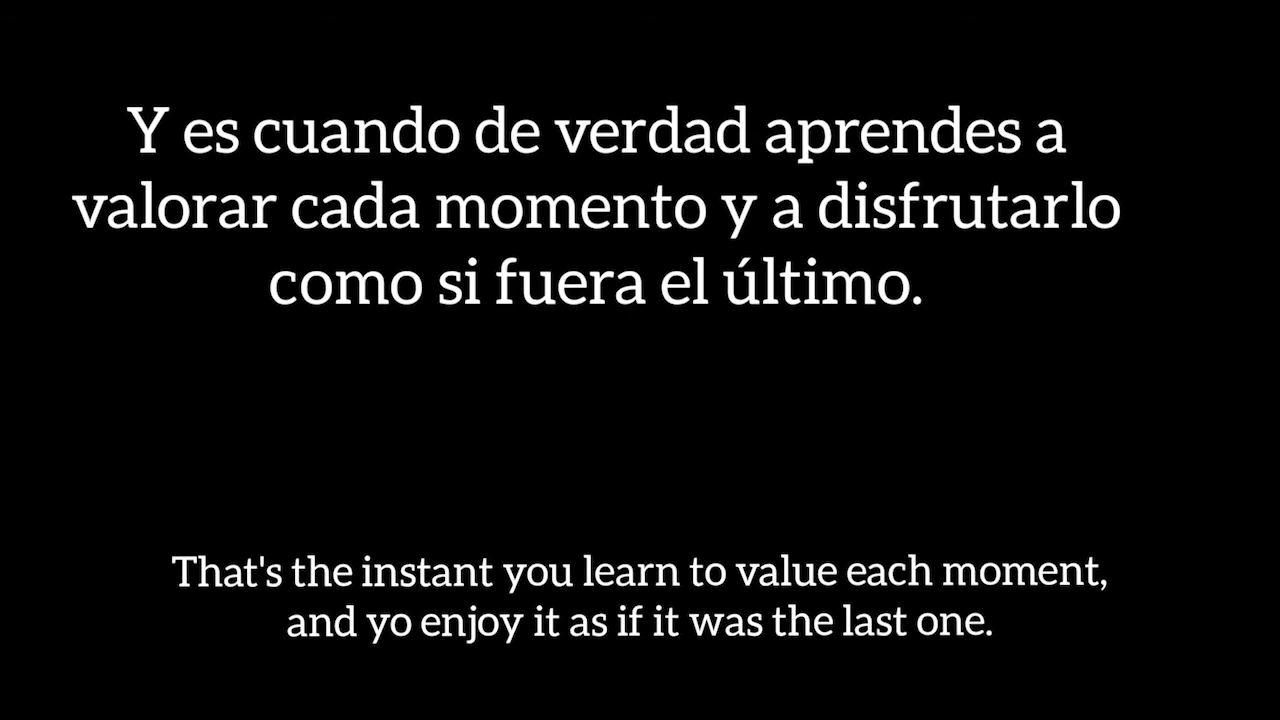 Y es cuando de verdad aprendes a
valorar cada momento y a disfrutarlo
como si fuera el último.
That's the instant you learn to value each moment,
and yo enjoy it as if it was the last one.